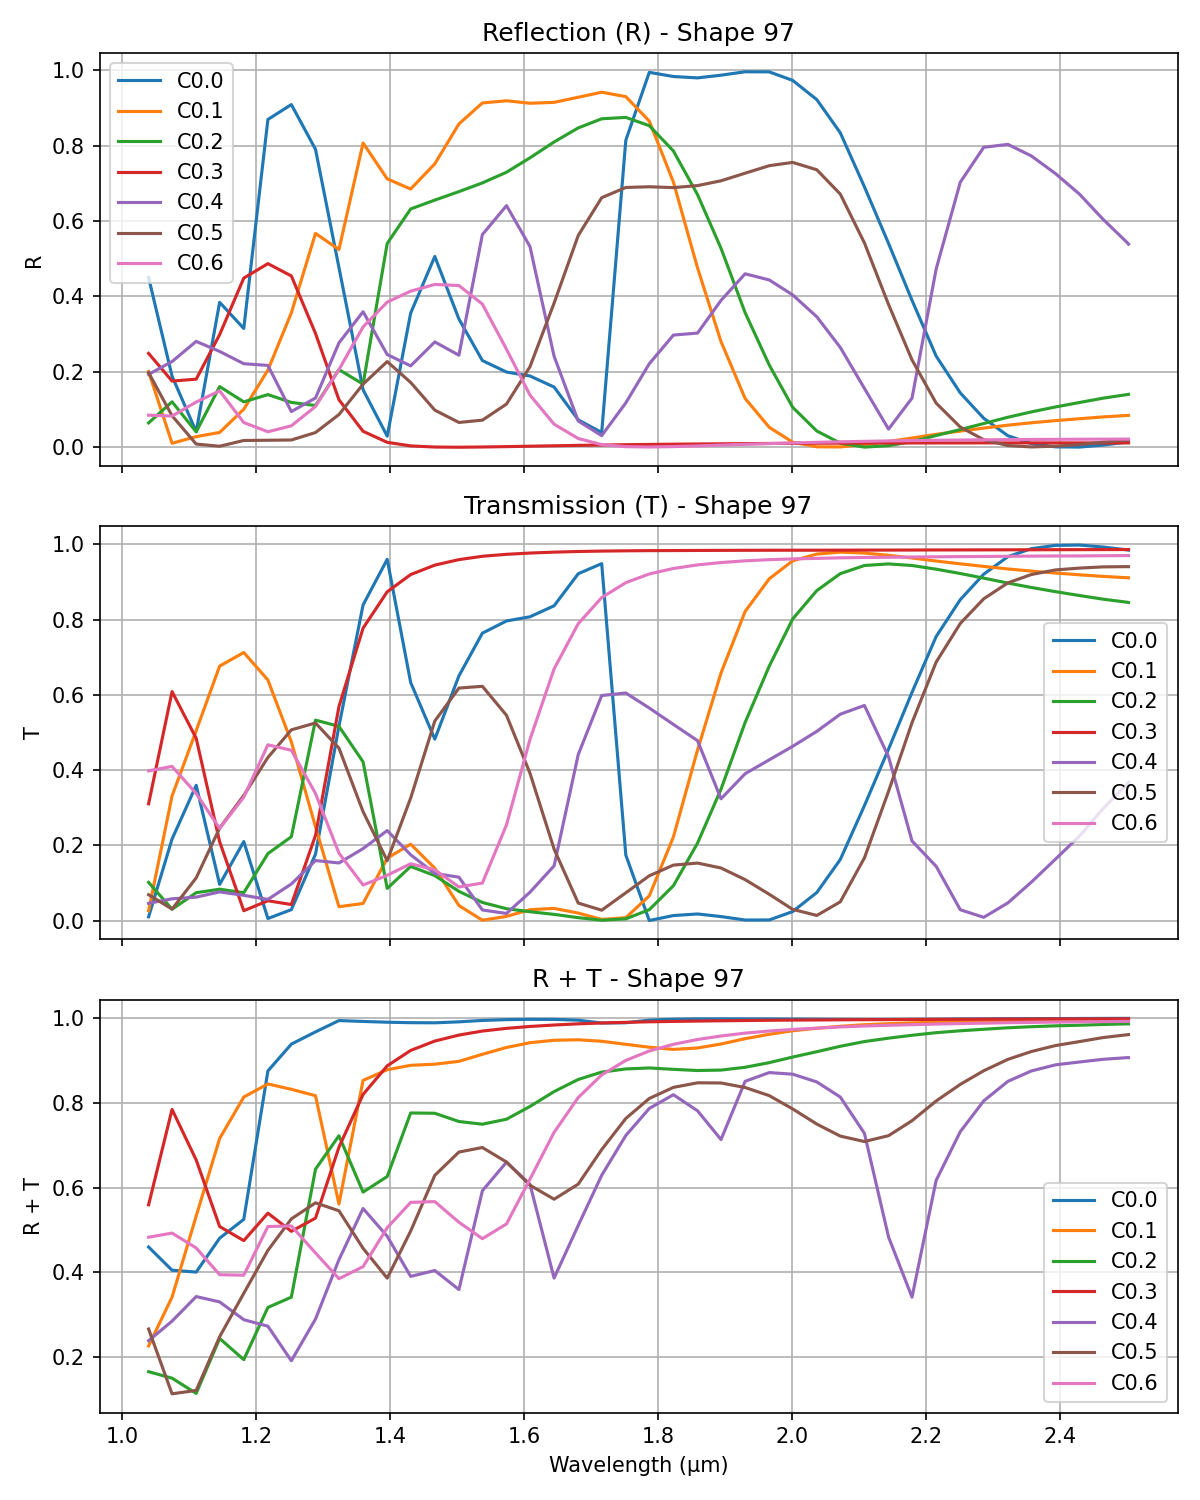 Reflection (R) - Shape 97
1.0
0.8
0.6
0.4
0.2
0.0
R
C0.0
C0.1
C0.2
C0.3
C0.4
C0.5
C0.6
Transmission (T) - Shape 97
1.0
0.8
0.6
0.4
0.2
0.0
T
C0.0
C0.1
C0.2
C0.3
C0.4
C0.5
C0.6
R + T - Shape 97
1.0
0.8
0.6
0.4
0.2
R + T
C0.0
C0.1
C0.2
C0.3
C0.4
C0.5
C0.6
1.0 1.2 1.4 1.6 1.8 2.0 2.2 2.4
Wavelength (μm)